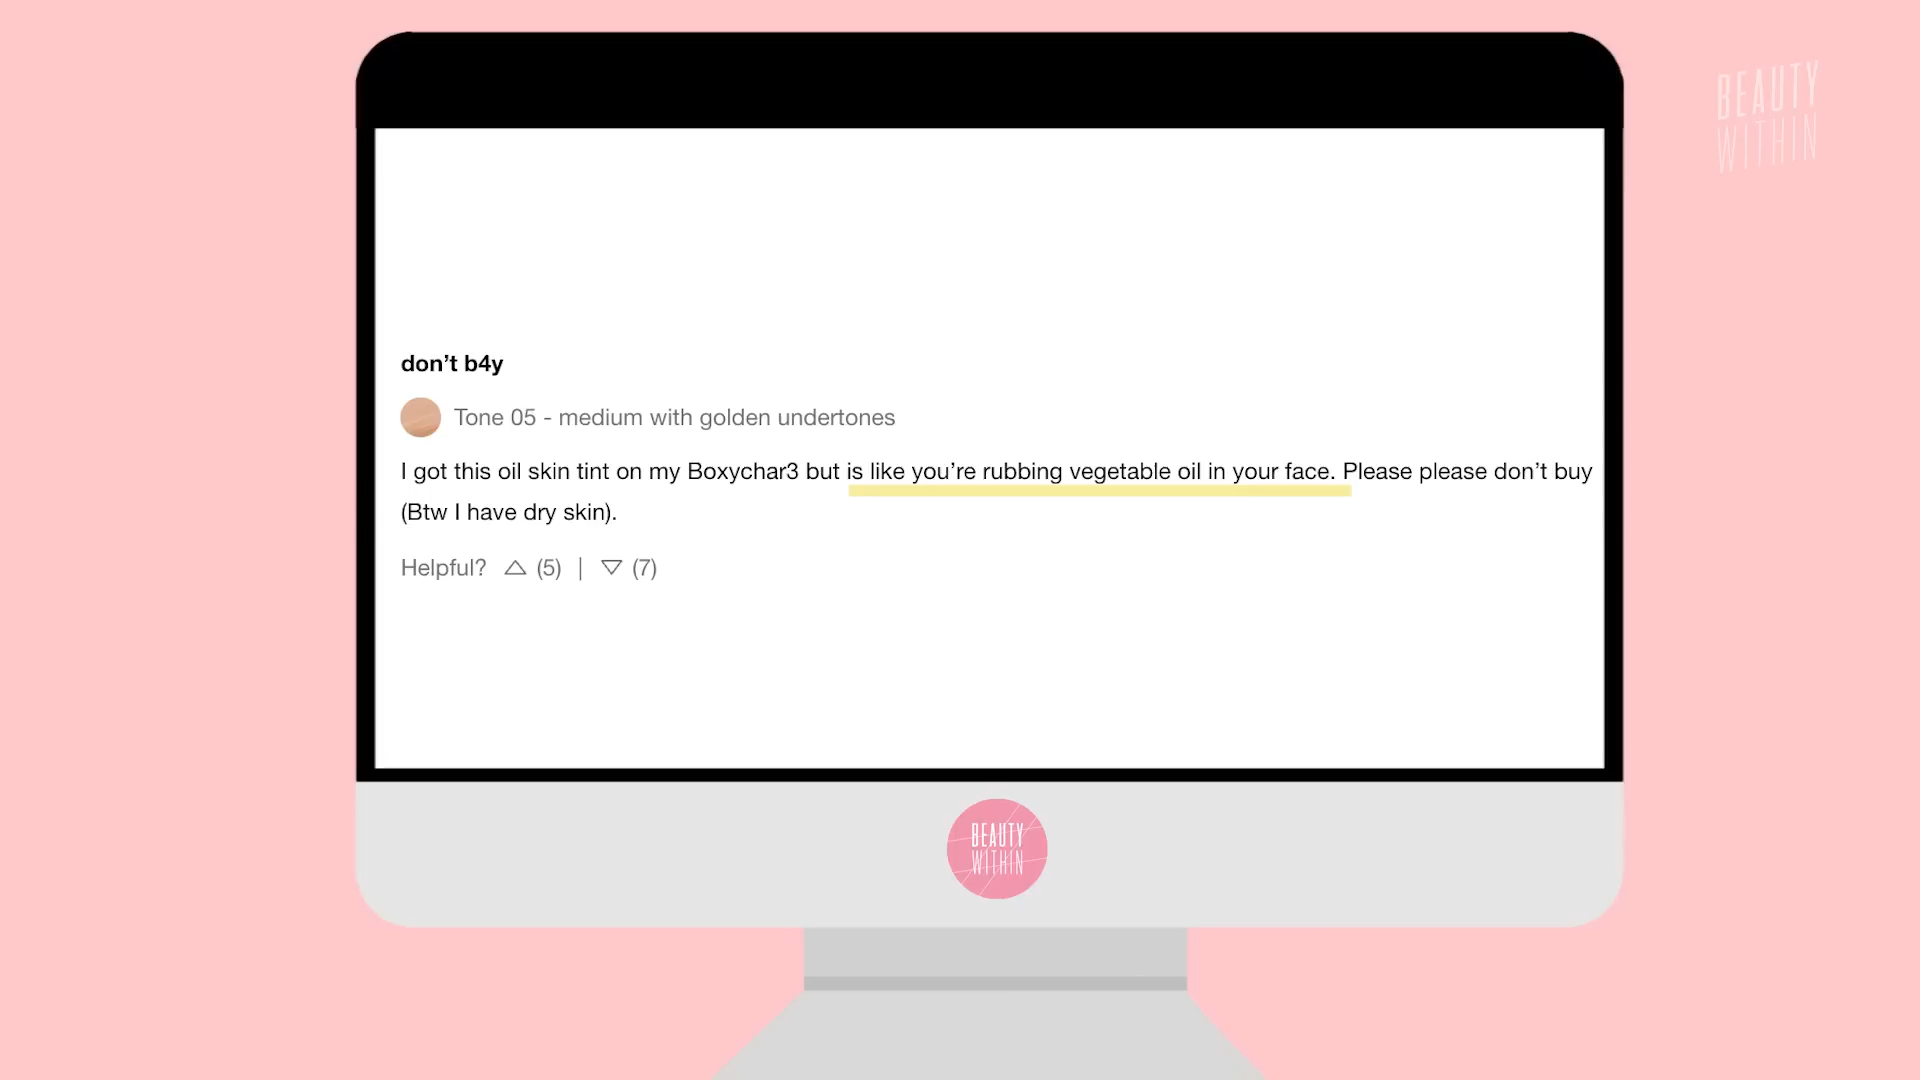 BEAUTY
WITHIN
don’t b4y
Tone 05 - medium with golden undertones
I got this oil skin tint on my Boxychar3 but is like you’re rubbing vegetable oil in your face. Please please don’t buy
(Btw I have dry skin).
Helpful? △ (5) | ▽ (7)
BEAUTY
WITHIN